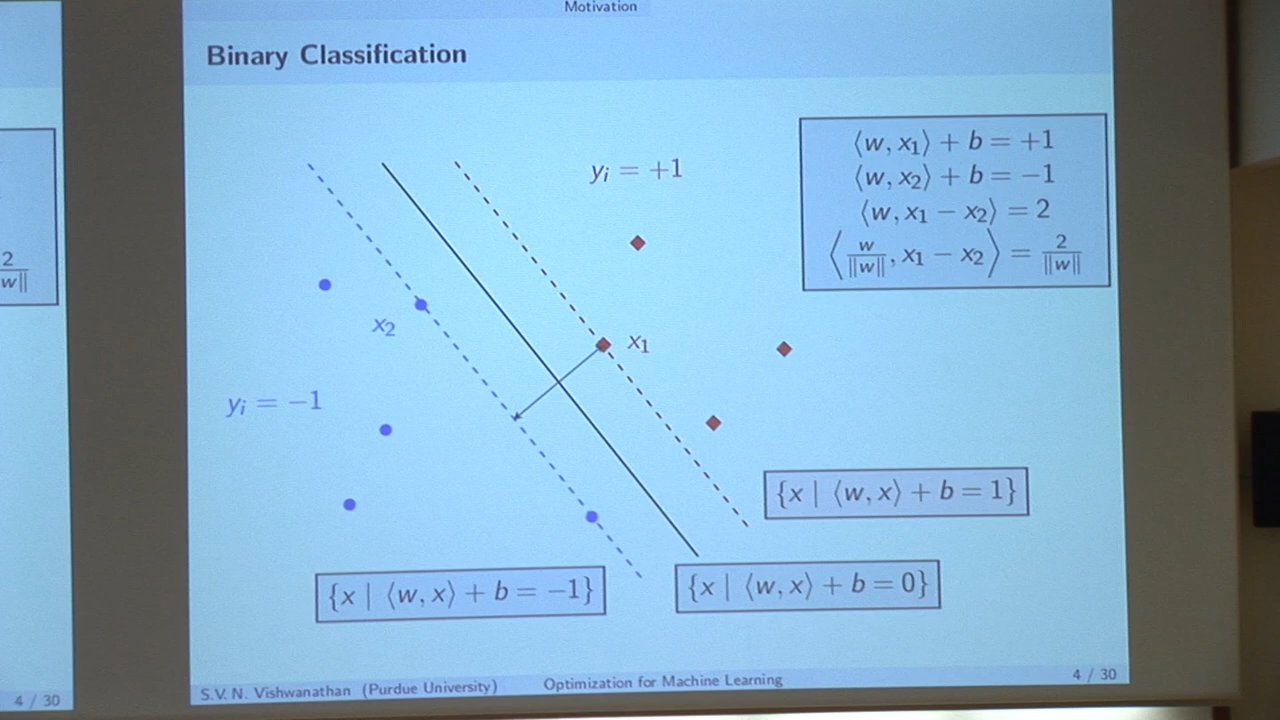 Motivation
Binary Classification
⟨w, x₁⟩ + b = +1
⟨w, x₂⟩ + b = −1
⟨w, x₁ − x₂⟩ = 2
⟨w/‖w‖, x₁ − x₂⟩ = 2/‖w‖
yᵢ = +1
2/‖w‖
x₂
x₁
yᵢ = −1
{x | ⟨w, x⟩ + b = 1}
{x | ⟨w, x⟩ + b = −1}
{x | ⟨w, x⟩ + b = 0}
4 / 30
S.V. N. Vishwanathan (Purdue University)
Optimization for Machine Learning
4 / 30